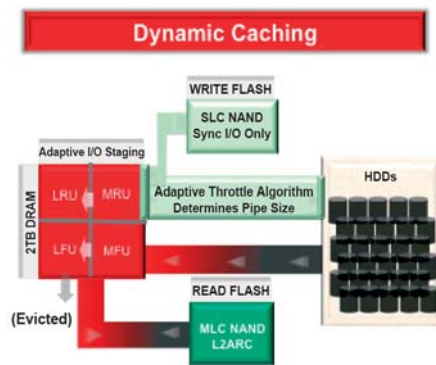 Dynamic Caching
WRITE FLASH
SLC NAND
Sync I/O Only
Adaptive I/O Staging
HDDs
2TB DRAM
LRU
MRU
Adaptive Throttle Algorithm
Determines Pipe Size
LFU
MFU
(Evicted)
READ FLASH
MLC NAND
L2ARC